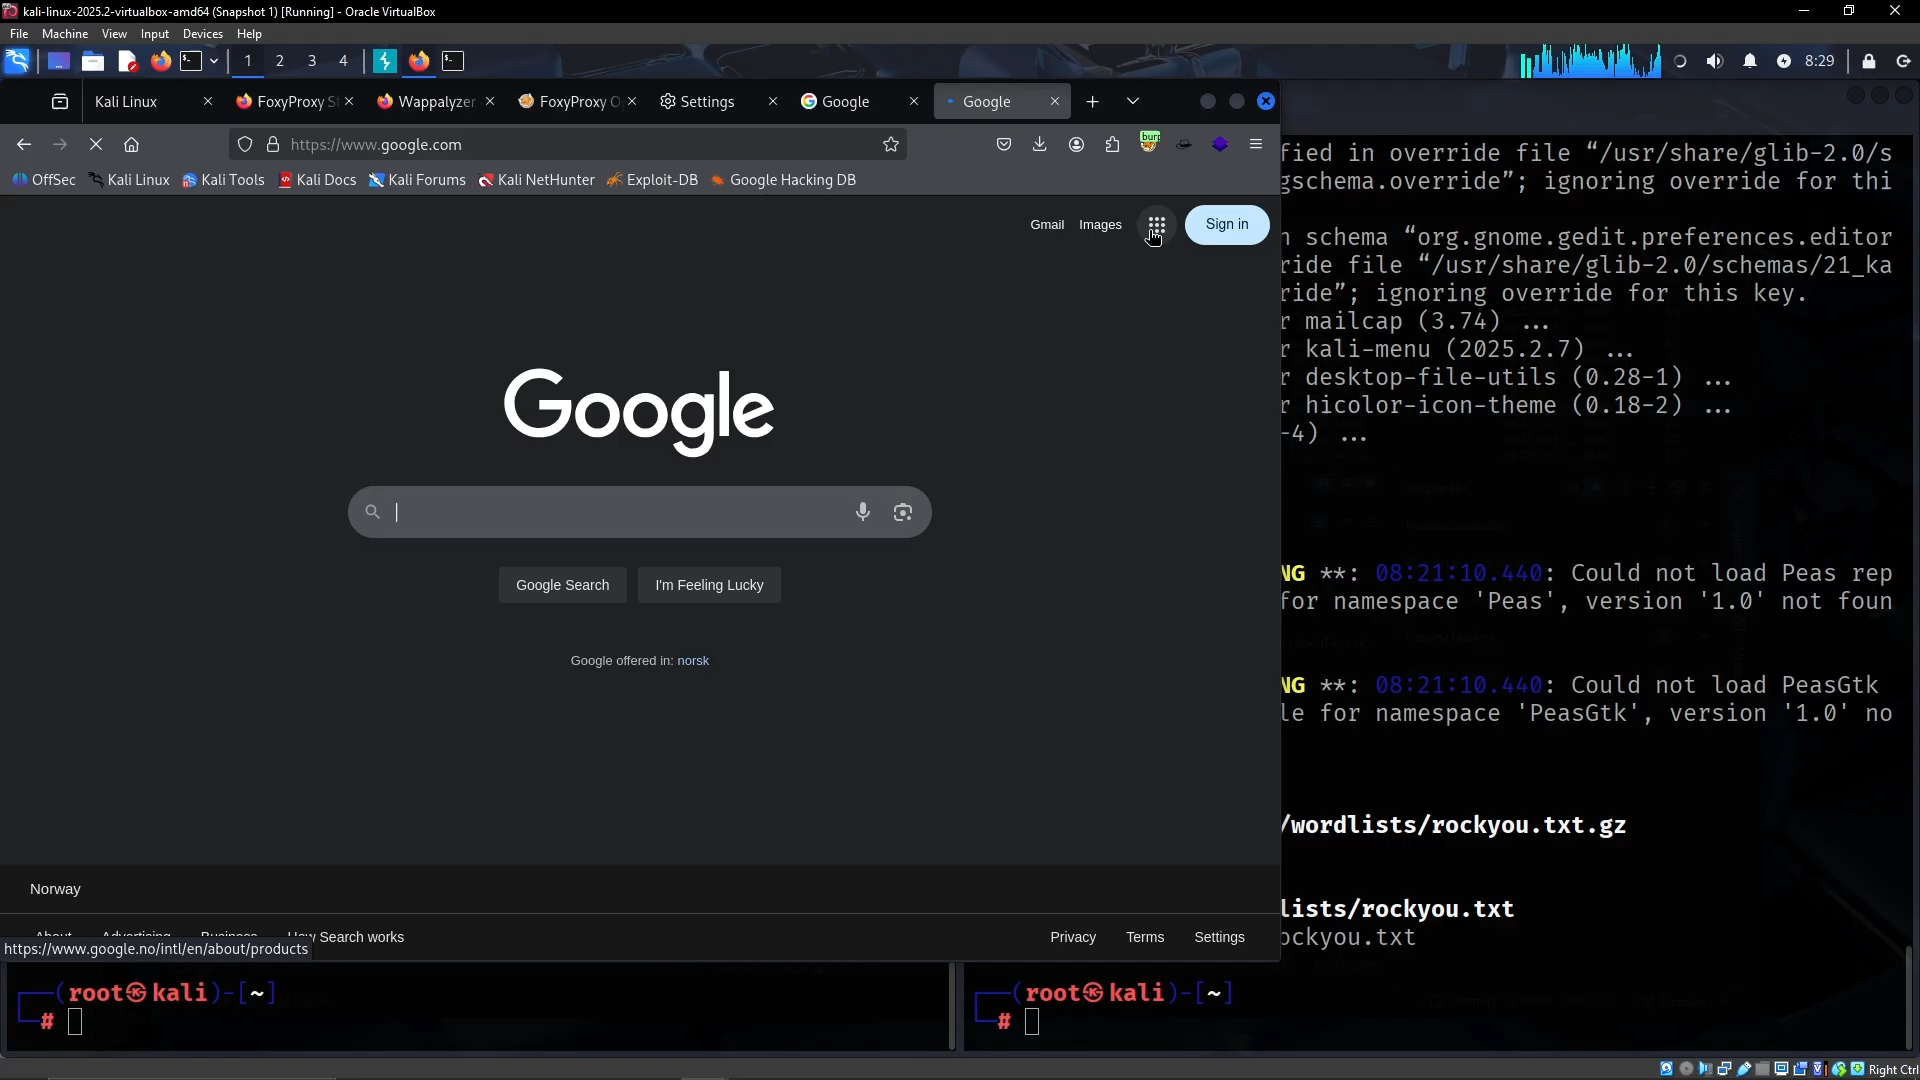 kali-linux-2025.2-virtualbox-amd64 (Snapshot 1) [Running] - Oracle VirtualBox
File Machine View Input Devices Help
1 2 3 4 8:29
Kali Linux FoxyProxy S Wappalyzer FoxyProxy O Settings Google Google
https://www.google.com burp
OffSec Kali Linux Kali Tools Kali Docs Kali Forums Kali NetHunter Exploit-DB Google Hacking DB
Gmail Images Sign in
Google
Google Search I'm Feeling Lucky
Google offered in: norsk
Norway
About Advertising Business How Search works Privacy Terms Settings
https://www.google.no/intl/en/about/products
fied in override file “/usr/share/glib-2.0/s
gschema.override”; ignoring override for thi
n schema “org.gnome.gedit.preferences.editor
ride file “/usr/share/glib-2.0/schemas/21_ka
ride”; ignoring override for this key.
r mailcap (3.74) ...
r kali-menu (2025.2.7) ...
r desktop-file-utils (0.28-1) ...
r hicolor-icon-theme (0.18-2) ...
-4) ...
NG **: 08:21:10.440: Could not load Peas rep
for namespace 'Peas', version '1.0' not foun
NG **: 08:21:10.440: Could not load PeasGtk
le for namespace 'PeasGtk', version '1.0' no
/wordlists/rockyou.txt.gz
lists/rockyou.txt
ockyou.txt
┌──(root㉿kali)-[~]
└─#
┌──(root㉿kali)-[~]
└─#
Right Ctrl